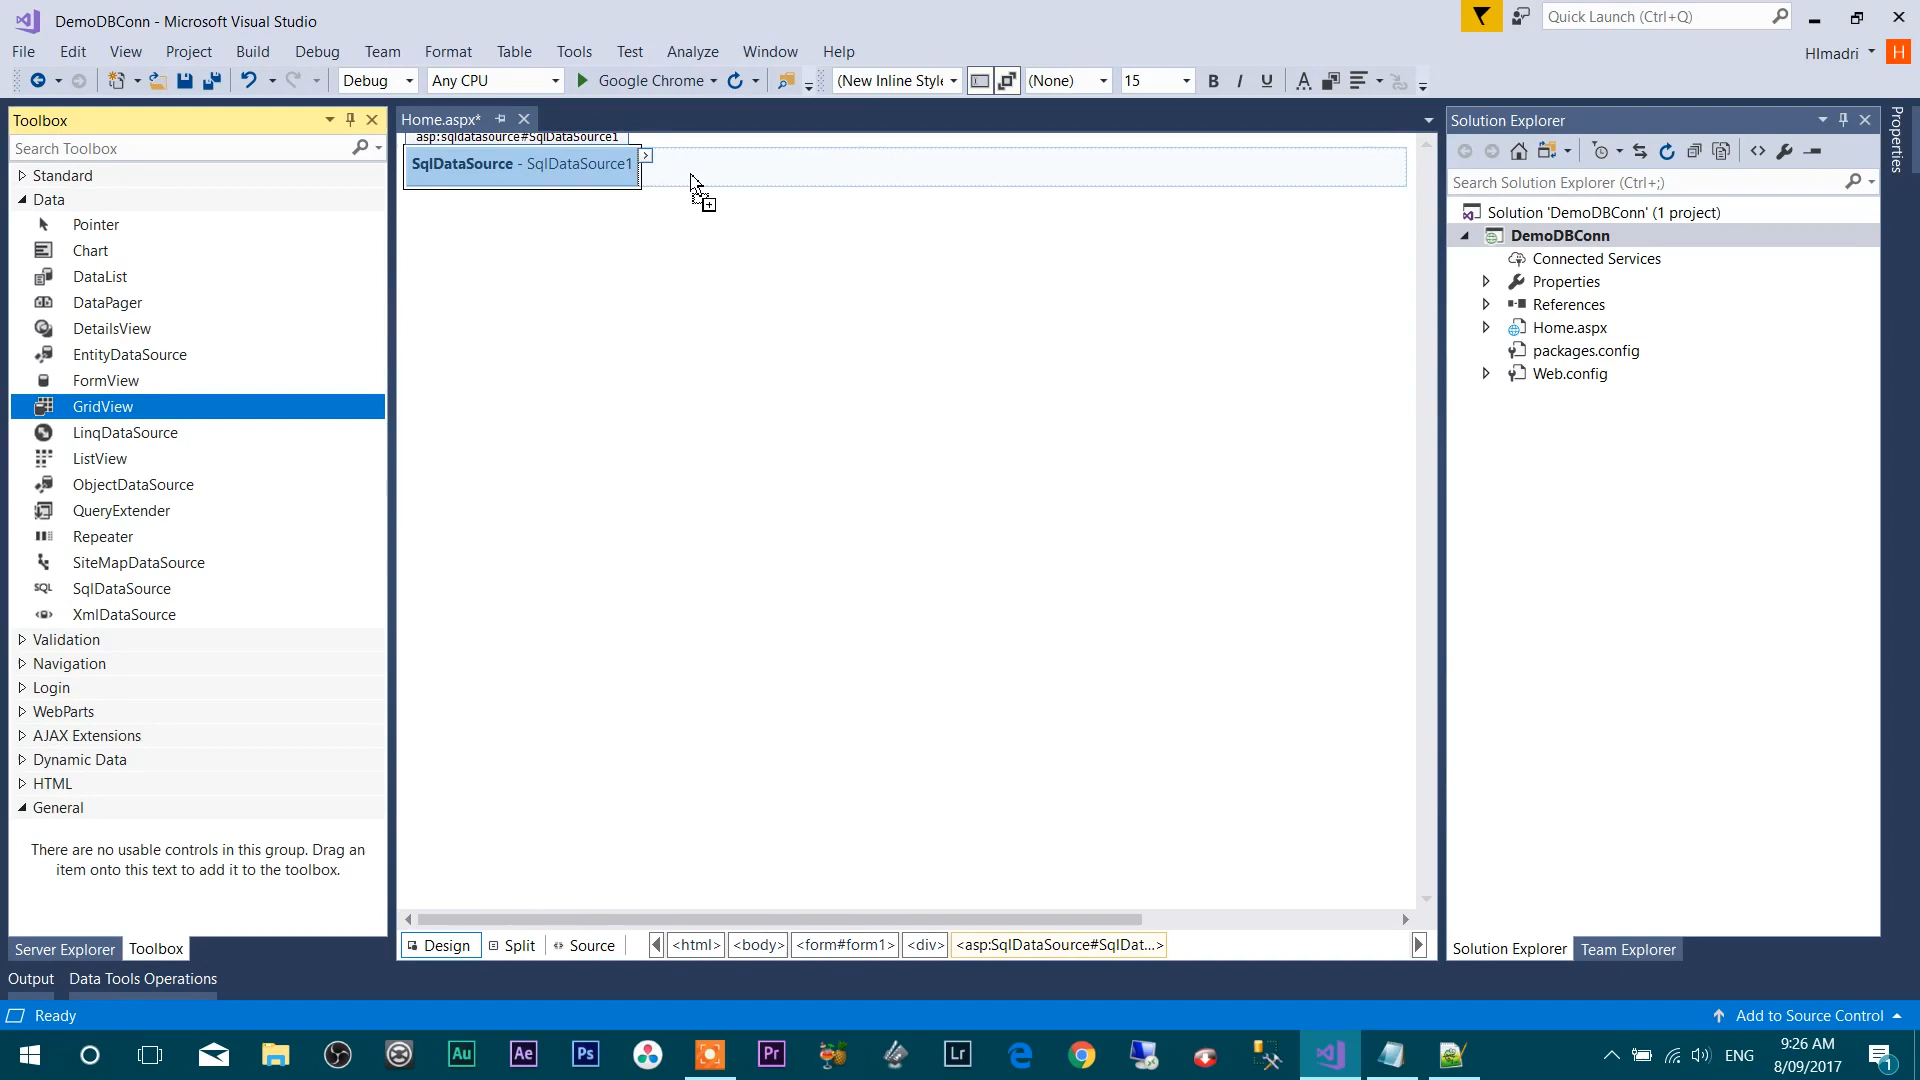 DemoDBConn - Microsoft Visual Studio
Quick Launch (Ctrl+Q)
File Edit View Project Build Debug Team Format Table Tools Test Analyze Window Help
HImadri
H
Debug Any CPU Google Chrome (New Inline Style (None) 15 B I U A
Toolbox
Search Toolbox
Standard
Data
Pointer
Chart
DataList
DataPager
DetailsView
EntityDataSource
FormView
GridView
LinqDataSource
ListView
ObjectDataSource
QueryExtender
Repeater
SiteMapDataSource
SQL SqlDataSource
XmlDataSource
Validation
Navigation
Login
WebParts
AJAX Extensions
Dynamic Data
HTML
General
There are no usable controls in this group. Drag an
item onto this text to add it to the toolbox.
Server Explorer Toolbox
Home.aspx*
asp:sqldatasource#SqlDataSource1
SqlDataSource - SqlDataSource1
Design Split Source <html> <body> <form#form1> <div> <asp:SqlDataSource#SqlDat...>
Solution Explorer
Search Solution Explorer (Ctrl+;)
Solution 'DemoDBConn' (1 project)
DemoDBConn
Connected Services
Properties
References
Home.aspx
packages.config
Web.config
Solution Explorer Team Explorer
Properties
Output Data Tools Operations
Ready
Add to Source Control
Au Ae Ps Pr Lr
ENG
9:26 AM
8/09/2017
1